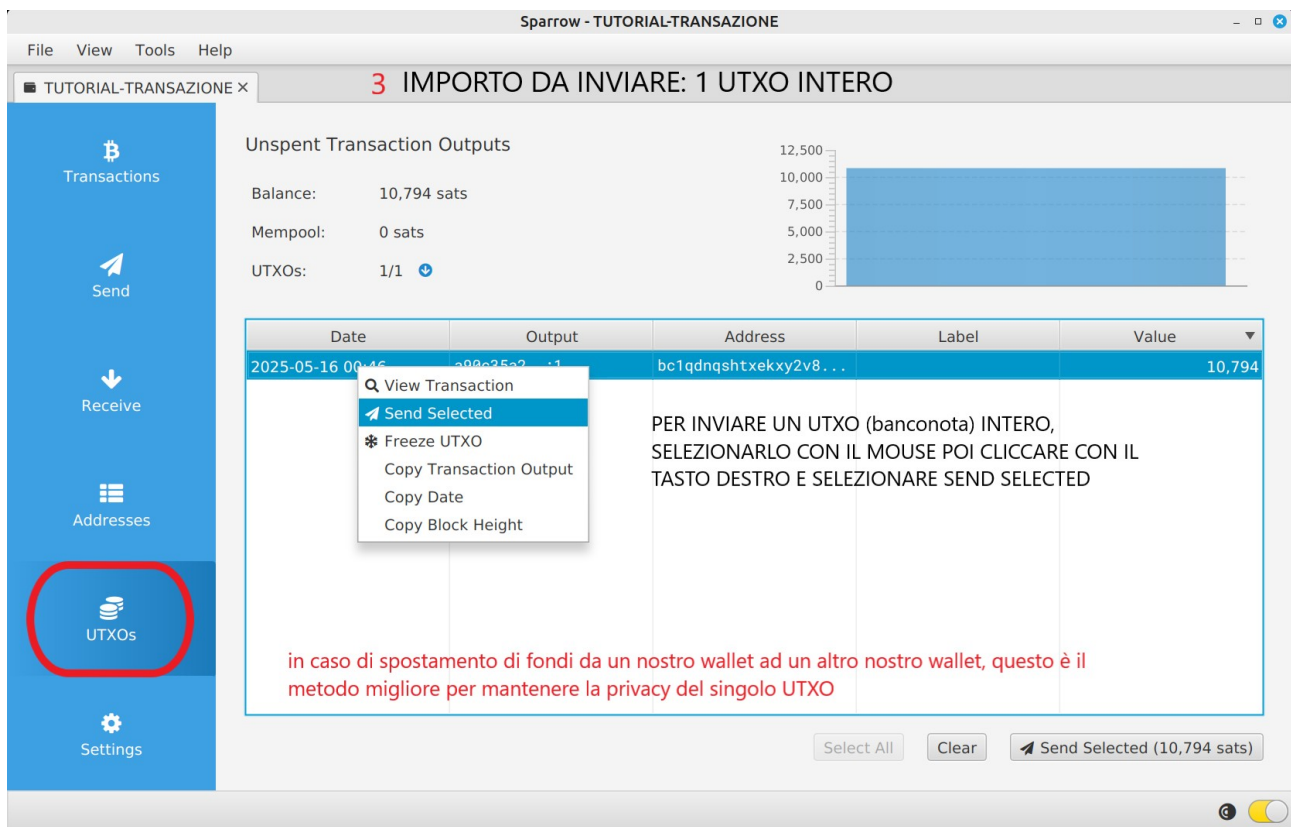 Sparrow - TUTORIAL-TRANSAZIONE
File View Tools Help
TUTORIAL-TRANSAZIONE
3 IMPORTO DA INVIARE: 1 UTXO INTERO
Transactions
Send
Receive
Addresses
UTXOs
Settings
Unspent Transaction Outputs
Balance: 10,794 sats
Mempool: 0 sats
UTXOs: 1/1
12,500
10,000
7,500
5,000
2,500
0
Date Output Address Label Value
2025-05-16 bc1qdnqshtxekxy2v8... 10,794
View Transaction
Send Selected
Freeze UTXO
Copy Transaction Output
Copy Date
Copy Block Height
PER INVIARE UN UTXO (banconota) INTERO,
SELEZIONARLO CON IL MOUSE POI CLICCARE CON IL
TASTO DESTRO E SELEZIONARE SEND SELECTED
in caso di spostamento di fondi da un nostro wallet ad un altro nostro wallet, questo è il
metodo migliore per mantenere la privacy del singolo UTXO
Select All Clear Send Selected (10,794 sats)